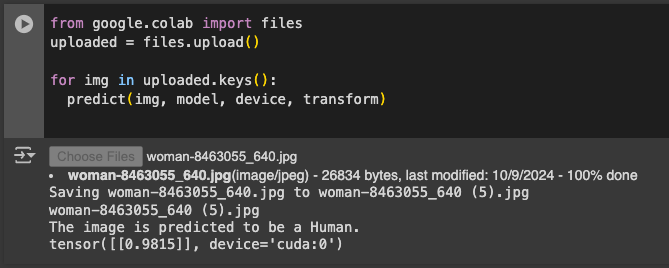 from google.colab import files
uploaded = files.upload()
for img in uploaded.keys():
  predict(img, model, device, transform)
Choose Files woman-8463055_640.jpg
• woman-8463055_640.jpg(image/jpeg) - 26834 bytes, last modified: 10/9/2024 - 100% done
Saving woman-8463055_640.jpg to woman-8463055_640 (5).jpg
woman-8463055_640 (5).jpg
The image is predicted to be a Human.
tensor([[0.9815]], device='cuda:0')